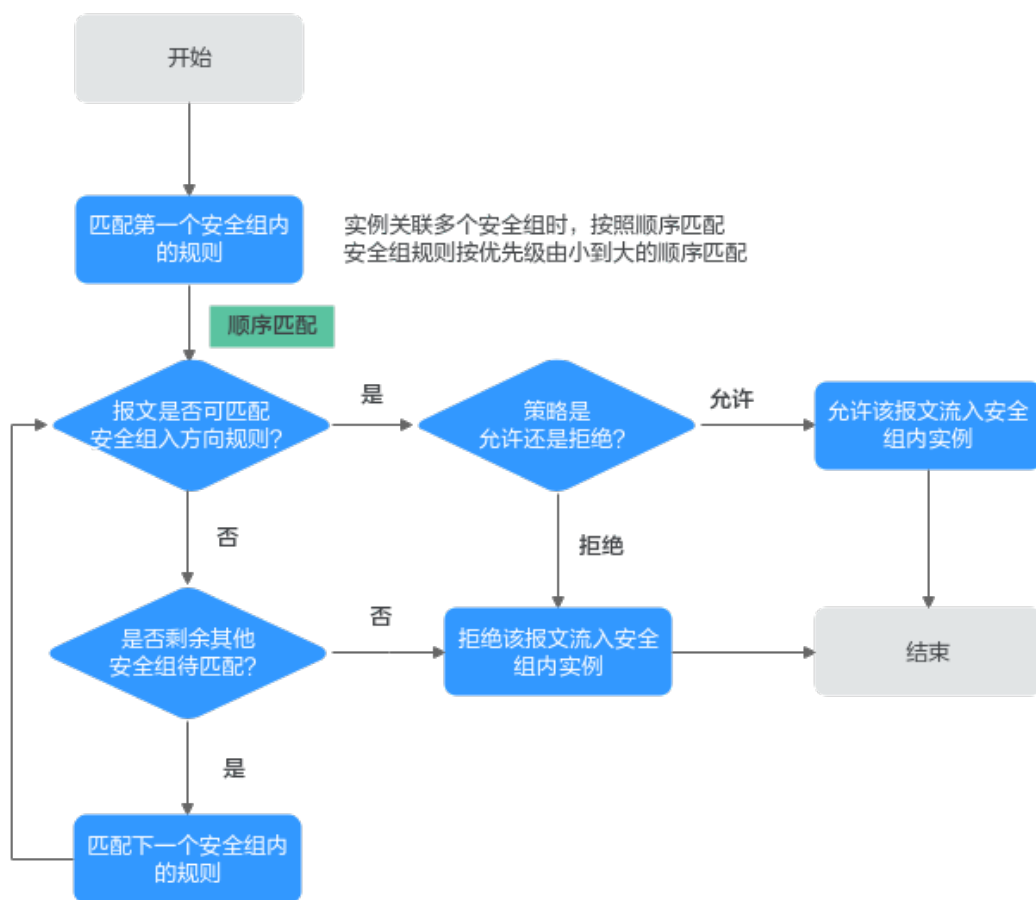 开始
匹配第一个安全组内
的规则
实例关联多个安全组时，按照顺序匹配
安全组规则按优先级由小到大的顺序匹配
顺序匹配
报文是否可匹配
安全组入方向规则?
是
策略是
允许还是拒绝?
允许
允许该报文流入安全
组内实例
否
拒绝
是否剩余其他
安全组待匹配?
否
拒绝该报文流入安全
组内实例
结束
是
匹配下一个安全组内
的规则